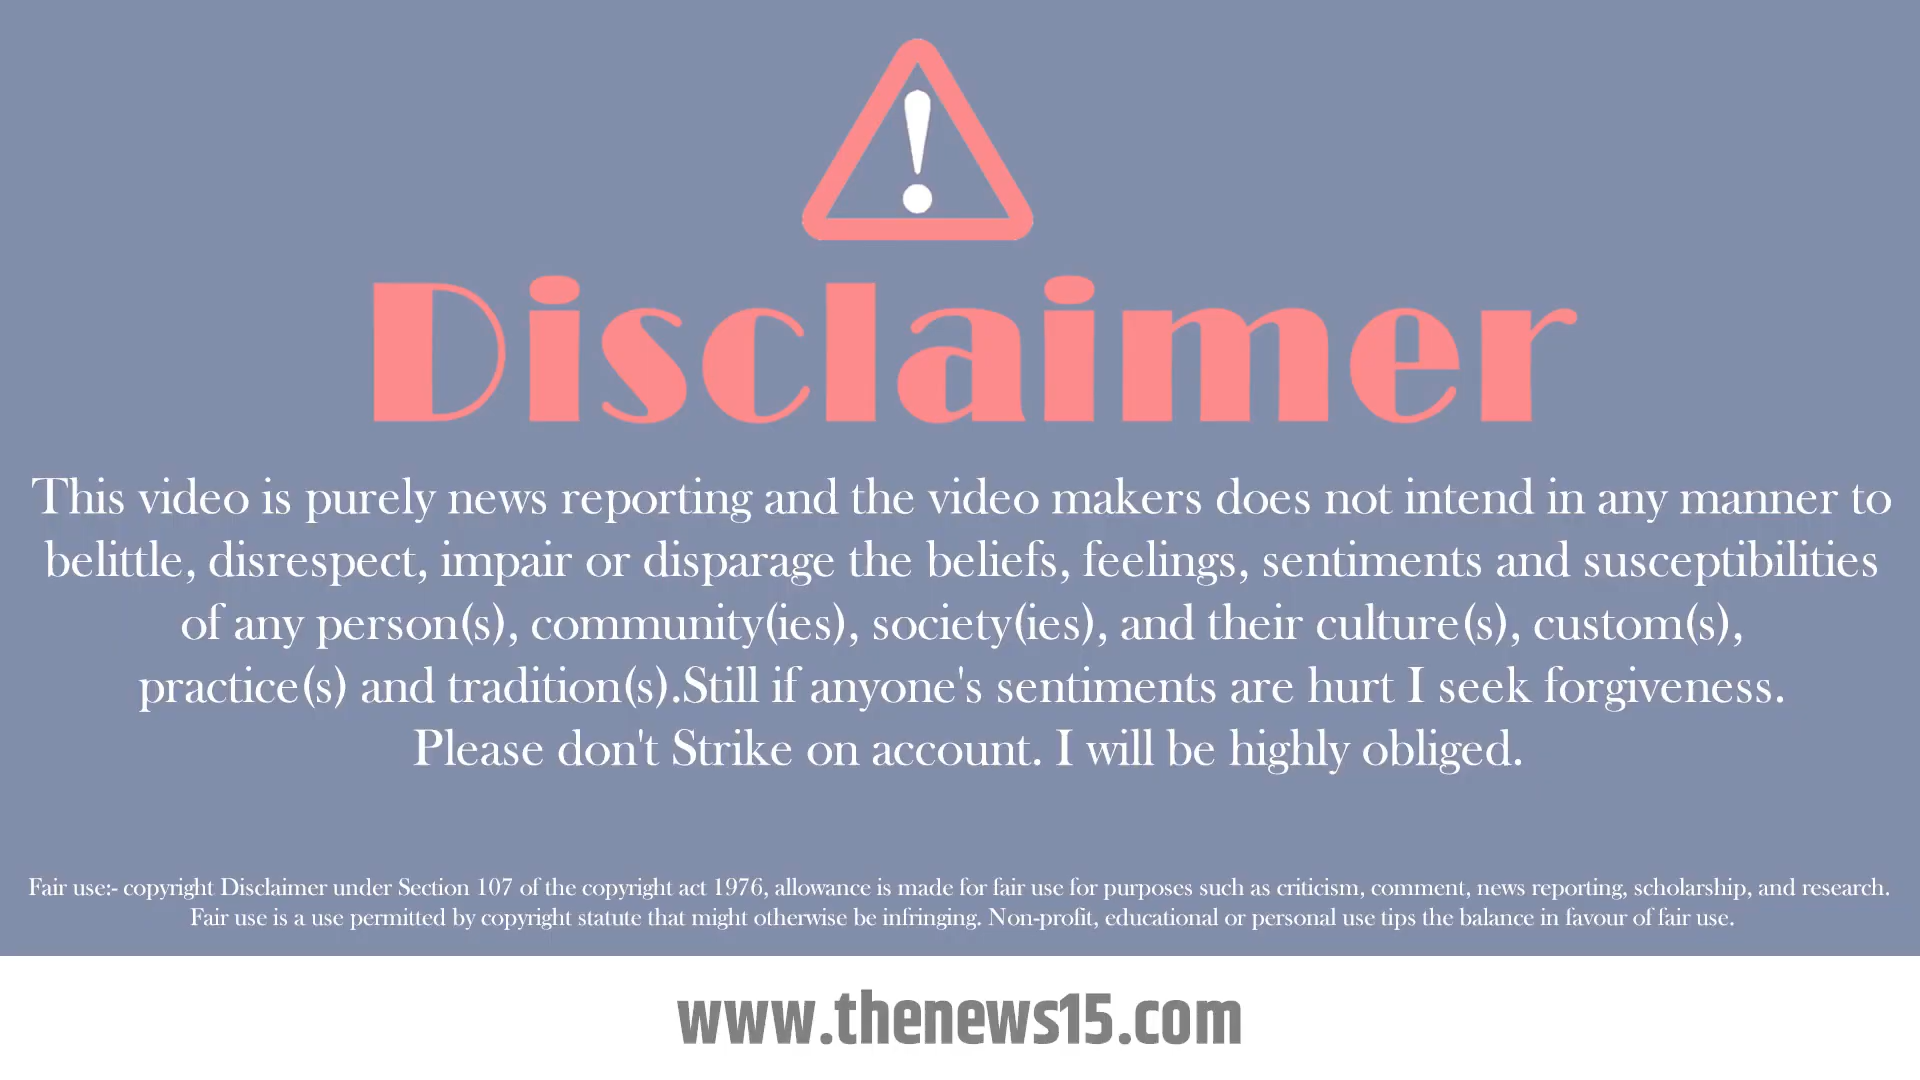 Disclaimer
This video is purely news reporting and the video makers does not intend in any manner to
belittle, disrespect, impair or disparage the beliefs, feelings, sentiments and susceptibilities
of any person(s), community(ies), society(ies), and their culture(s), custom(s),
practice(s) and tradition(s).Still if anyone's sentiments are hurt I seek forgiveness.
Please don't Strike on account. I will be highly obliged.
Fair use:- copyright Disclaimer under Section 107 of the copyright act 1976, allowance is made for fair use for purposes such as criticism, comment, news reporting, scholarship, and research.
Fair use is a use permitted by copyright statute that might otherwise be infringing. Non-profit, educational or personal use tips the balance in favour of fair use.
www.thenews15.com